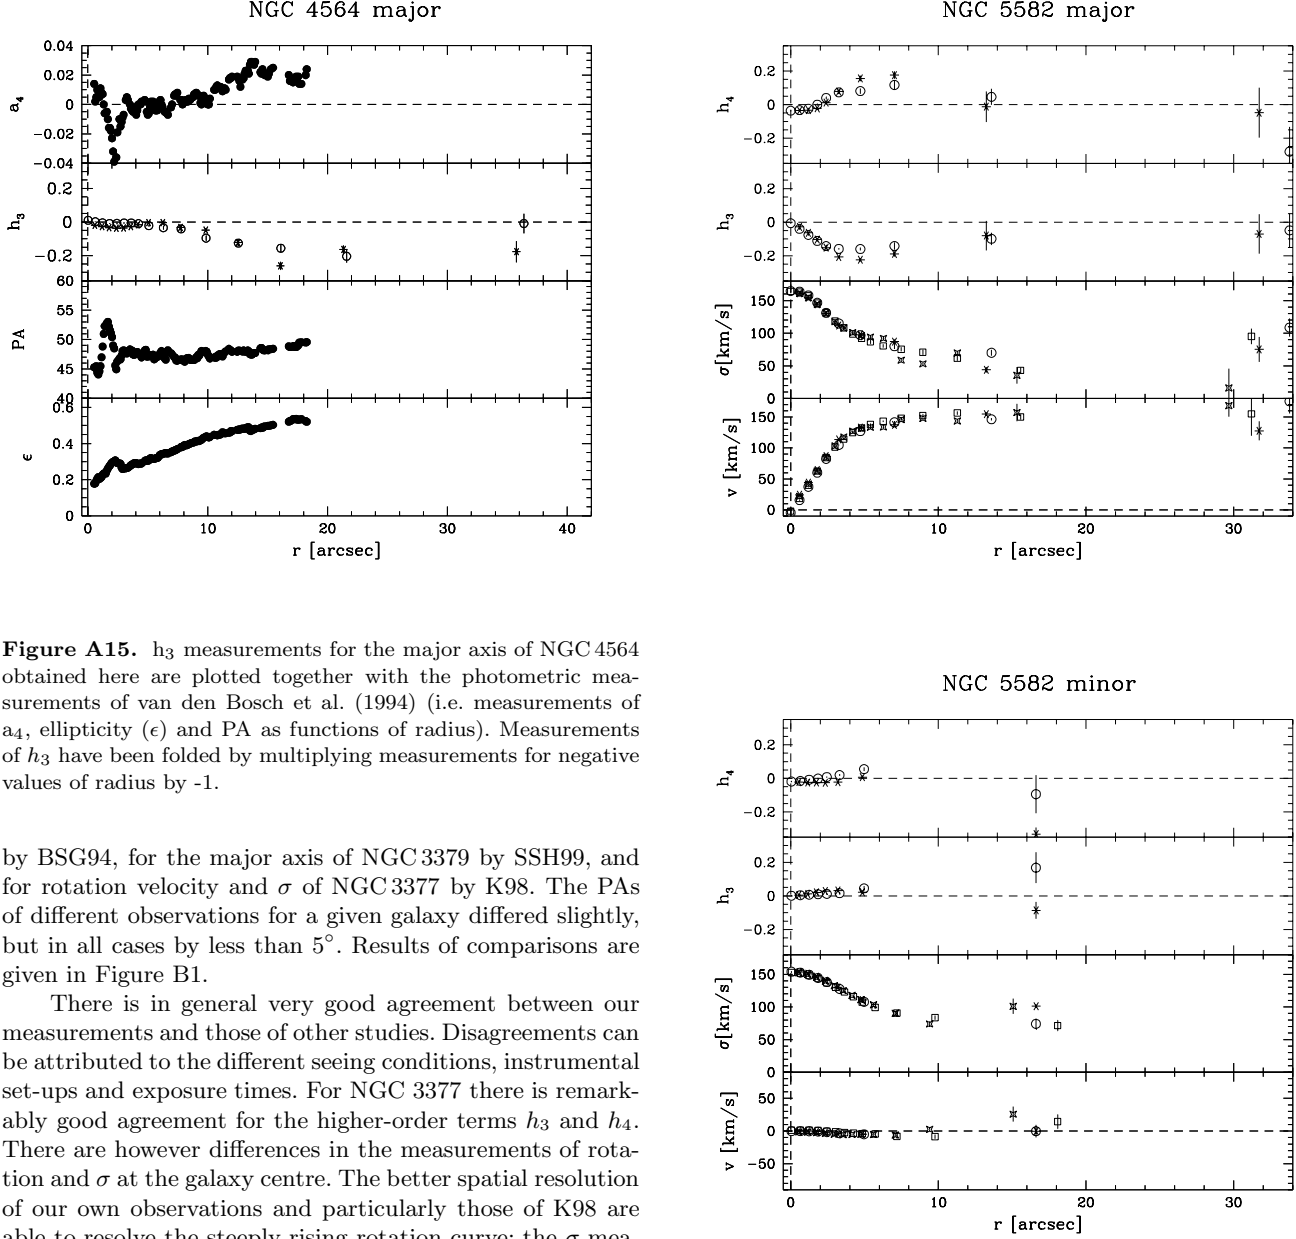 NGC 4564 major
0.04
0.02
0
−0.02
−0.04
a4
0.2
0
−0.2
h3
60
55
50
45
40
PA
0.6
0.4
0.2
0
ϵ
0 10 20 30 40
r [arcsec]
Figure A15. h3 measurements for the major axis of NGC 4564
obtained here are plotted together with the photometric mea-
surements of van den Bosch et al. (1994) (i.e. measurements of
a4, ellipticity (ϵ) and PA as functions of radius). Measurements
of h3 have been folded by multiplying measurements for negative
values of radius by -1.
by BSG94, for the major axis of NGC 3379 by SSH99, and
for rotation velocity and σ of NGC 3377 by K98. The PAs
of different observations for a given galaxy differed slightly,
but in all cases by less than 5°. Results of comparisons are
given in Figure B1.
There is in general very good agreement between our
measurements and those of other studies. Disagreements can
be attributed to the different seeing conditions, instrumental
set-ups and exposure times. For NGC 3377 there is remark-
ably good agreement for the higher-order terms h3 and h4.
There are however differences in the measurements of rota-
tion and σ at the galaxy centre. The better spatial resolution
of our own observations and particularly those of K98 are
able to resolve the steeply rising rotation curve; the σ mea-
NGC 5582 major
0.2
0
−0.2
h4
0.2
0
−0.2
h3
150
100
50
0
σ[km/s]
150
100
50
0
v [km/s]
0 10 20 30
r [arcsec]
NGC 5582 minor
0.2
0
−0.2
h4
0.2
0
−0.2
h3
150
100
50
0
σ[km/s]
50
0
−50
v [km/s]
0 10 20 30
r [arcsec]